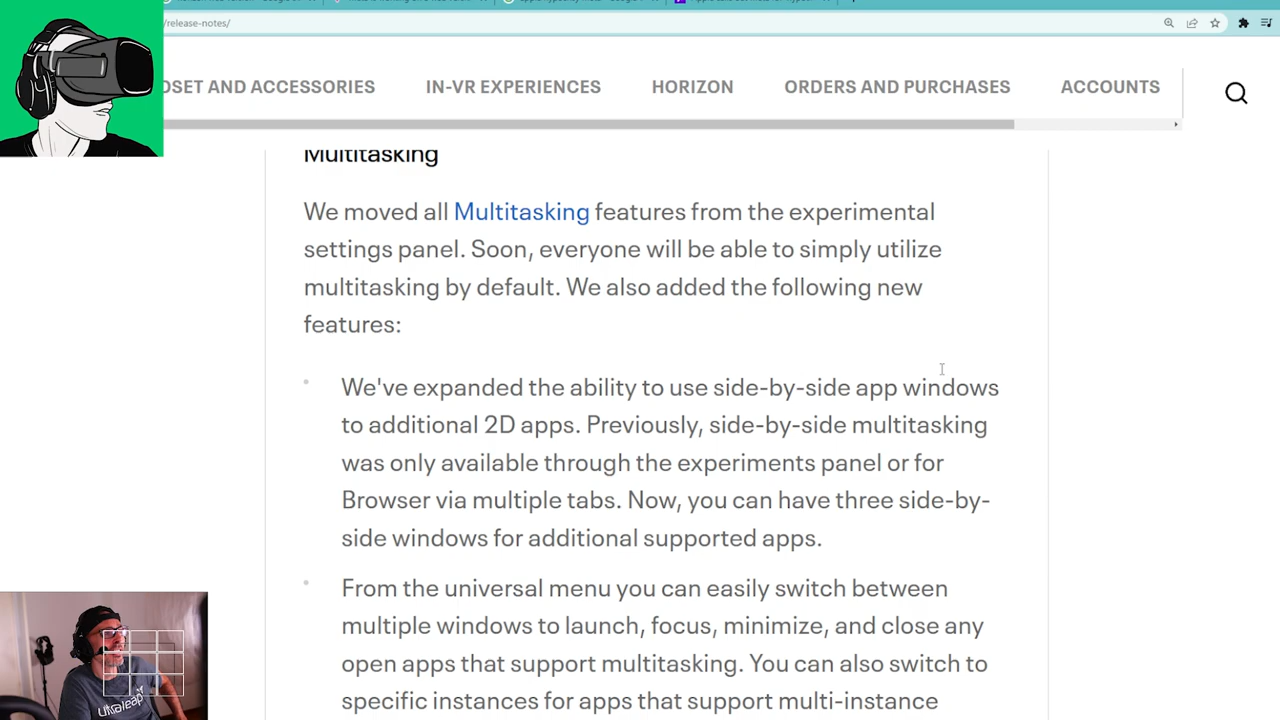 /release-notes/
DSET AND ACCESSORIES
IN-VR EXPERIENCES
HORIZON
ORDERS AND PURCHASES
ACCOUNTS
Multitasking
We moved all Multitasking features from the experimental
settings panel. Soon, everyone will be able to simply utilize
multitasking by default. We also added the following new
features:
We've expanded the ability to use side-by-side app windows
to additional 2D apps. Previously, side-by-side multitasking
was only available through the experiments panel or for
Browser via multiple tabs. Now, you can have three side-by-
side windows for additional supported apps.
From the universal menu you can easily switch between
multiple windows to launch, focus, minimize, and close any
open apps that support multitasking. You can also switch to
specific instances for apps that support multi-instance
Ultraleap